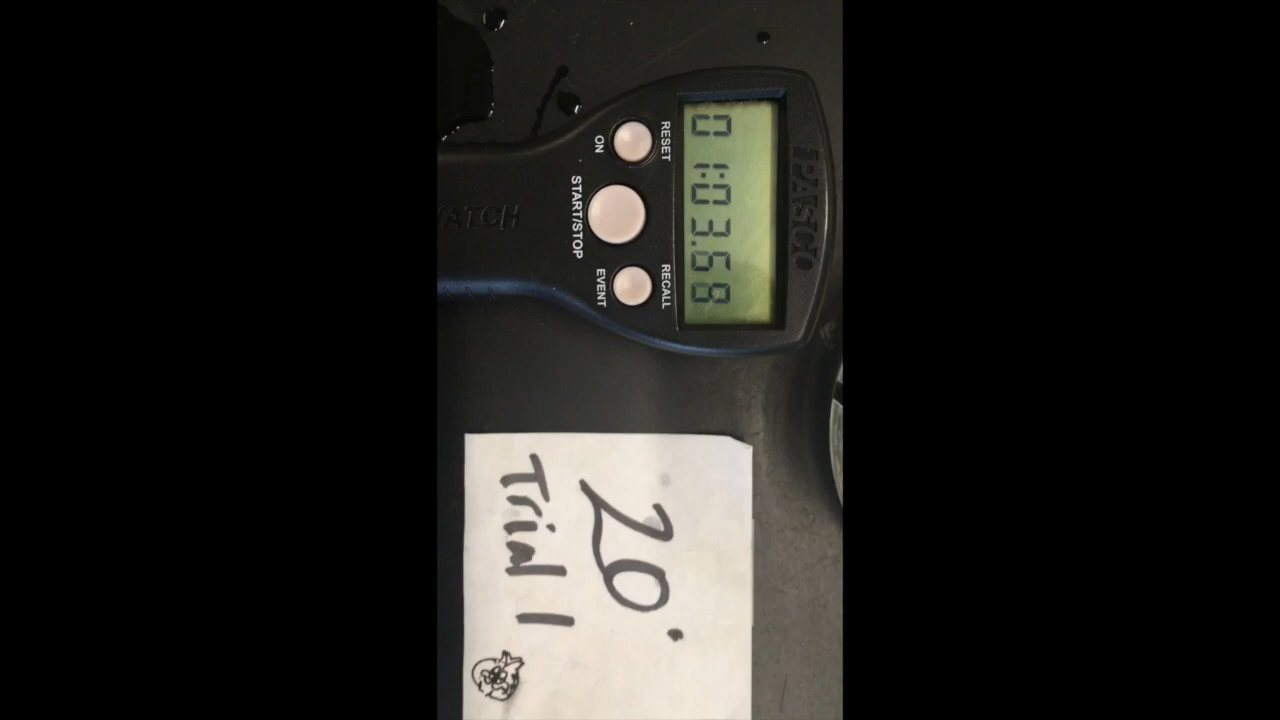 PASCO
0 1:03.68
RESET
RECALL
ON
START/STOP
EVENT
WATCH
20°
Trial 1